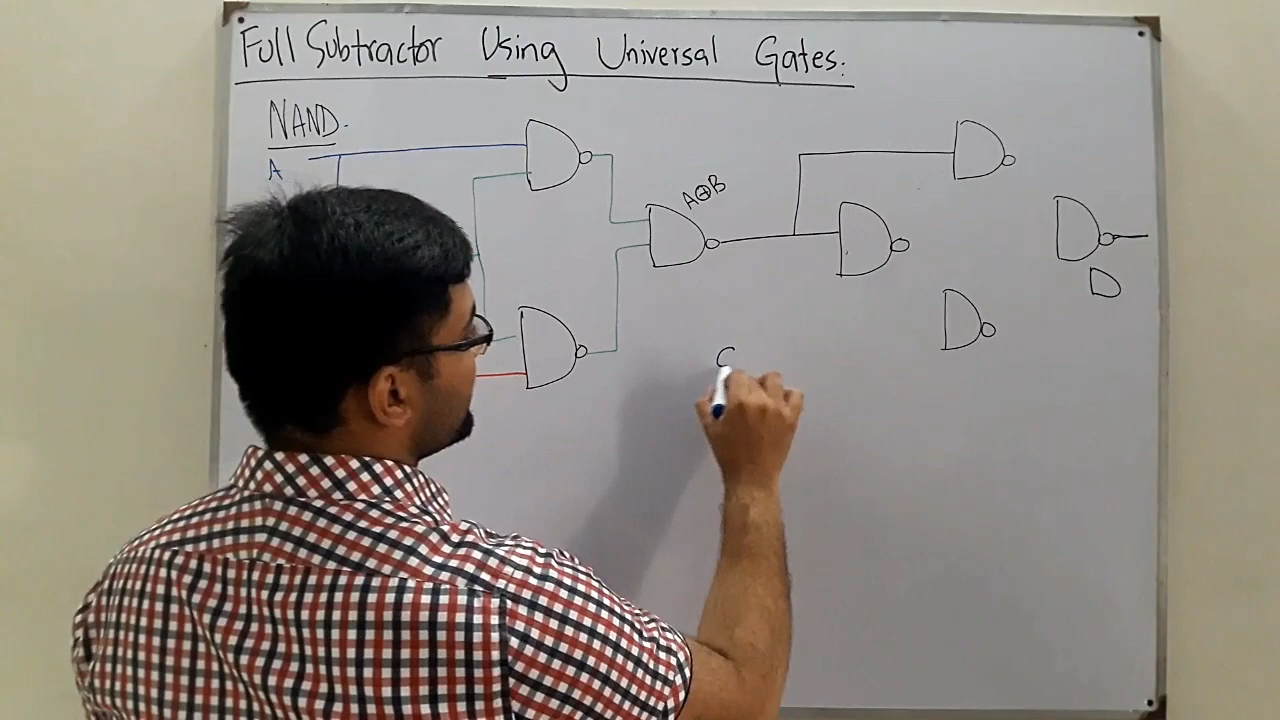 Full Subtractor Using Universal Gates.
NAND.
A
A⊕B
D
C